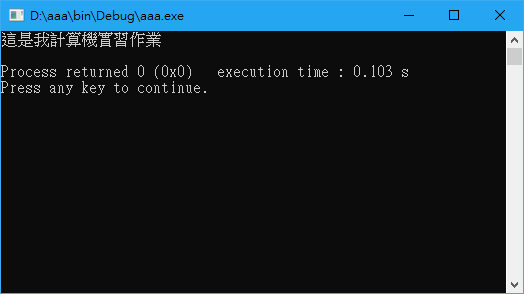 D:\aaa\bin\Debug\aaa.exe
這是我計算機實習作業
Process returned 0 (0x0)   execution time : 0.103 s
Press any key to continue.